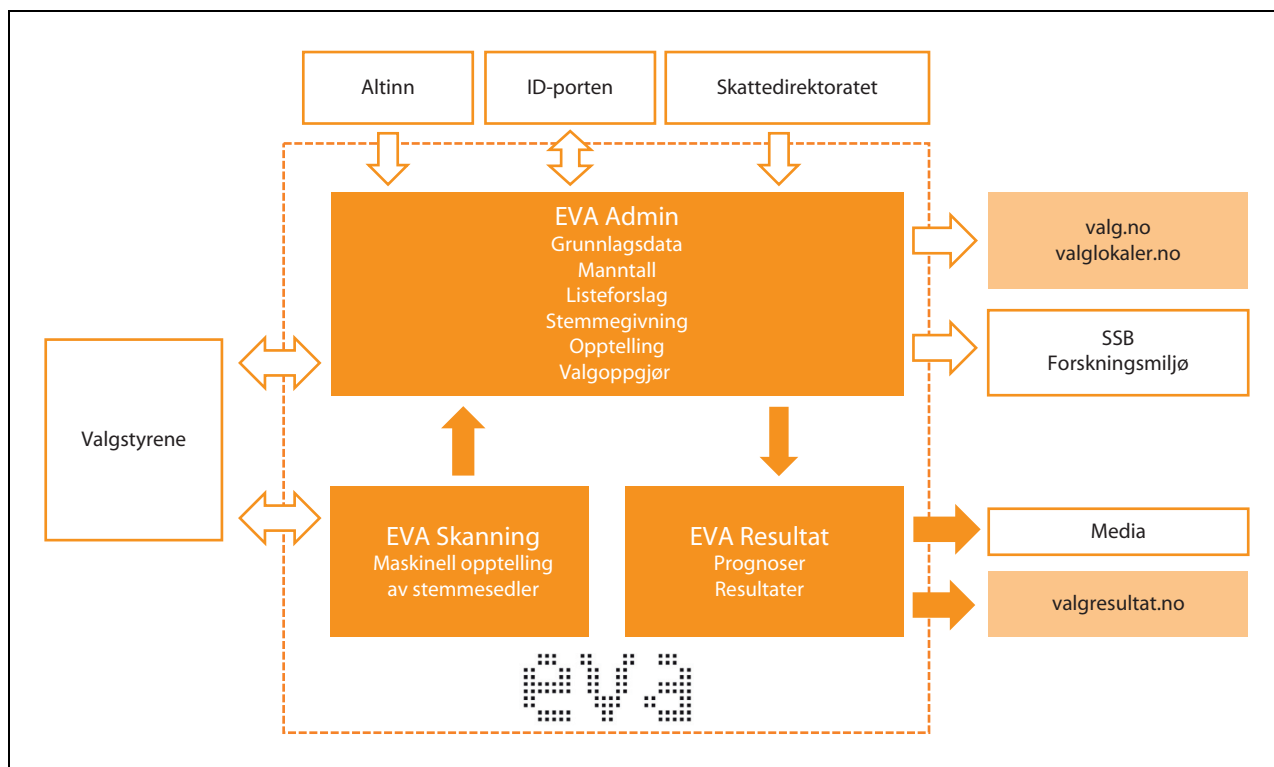 Altinn
ID-porten
Skattedirektoratet
EVA Admin
Grunnlagsdata
Manntall
Listeforslag
Stemmegivning
Opptelling
Valgoppgjør
valg.no
valglokaler.no
SSB
Forskningsmiljø
Valgstyrene
EVA Skanning
Maskinell opptelling
av stemmesedler
EVA Resultat
Prognoser
Resultater
Media
valgresultat.no
eva